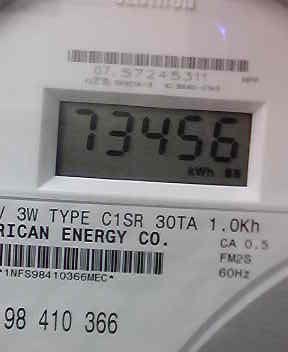 07. 57245311
73456
kWh
V 3W TYPE C1SR 30TA 1.0Kh
RICAN ENERGY CO.
CA 0.5
FM2S
*1NFS98410366MEC*
60Hz
98 410 366